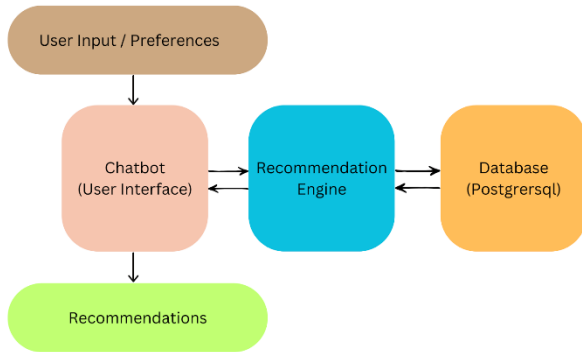 User Input / Preferences
Chatbot
(User Interface)
Recommendation
Engine
Database
(Postgrersql)
Recommendations